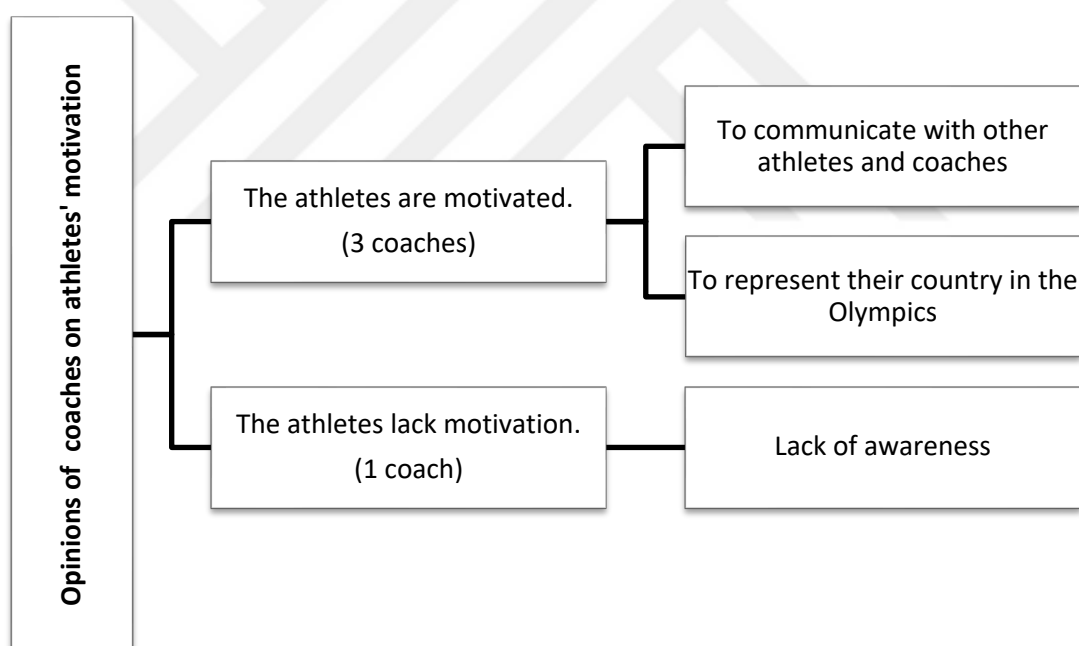 Opinions of coaches on athletes' motivation
The athletes are motivated.
(3 coaches)
To communicate with other
athletes and coaches
To represent their country in the
Olympics
The athletes lack motivation.
(1 coach)
Lack of awareness